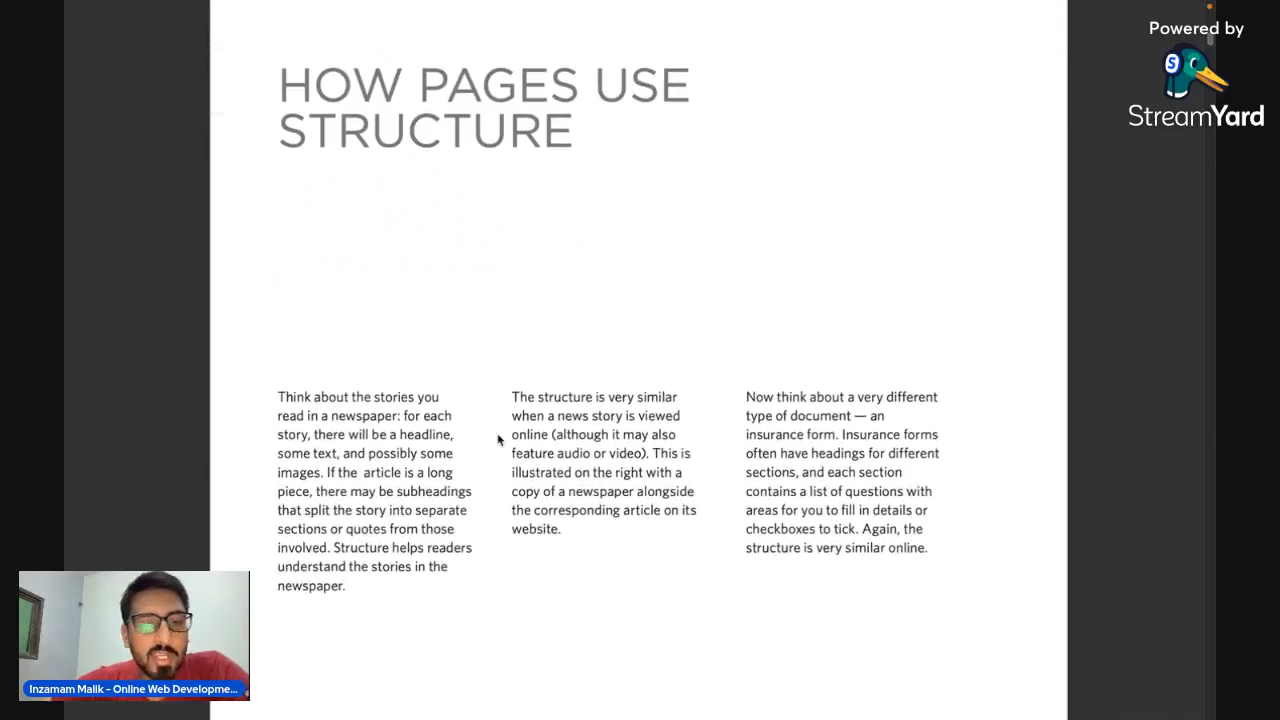 Powered by
StreamYard
HOW PAGES USE
STRUCTURE
Think about the stories you
read in a newspaper: for each
story, there will be a headline,
some text, and possibly some
images. If the article is a long
piece, there may be subheadings
that split the story into separate
sections or quotes from those
involved. Structure helps readers
understand the stories in the
newspaper.
The structure is very similar
when a news story is viewed
online (although it may also
feature audio or video). This is
illustrated on the right with a
copy of a newspaper alongside
the corresponding article on its
website.
Now think about a very different
type of document — an
insurance form. Insurance forms
often have headings for different
sections, and each section
contains a list of questions with
areas for you to fill in details or
checkboxes to tick. Again, the
structure is very similar online.
Inzamam Malik - Online Web Developme...